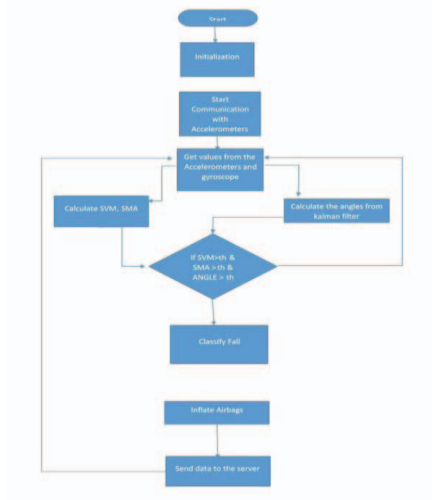 Start
Initialization
Start
Communication
with
Accelerometers
Get values from the
Accelerometers and
gyroscope
Calculate SVM, SMA
Calculate the angles from
kalman filter
If SVM>th &
SMA >th &
ANGLE > th
Classify Fall
Inflate Airbags
Send data to the server